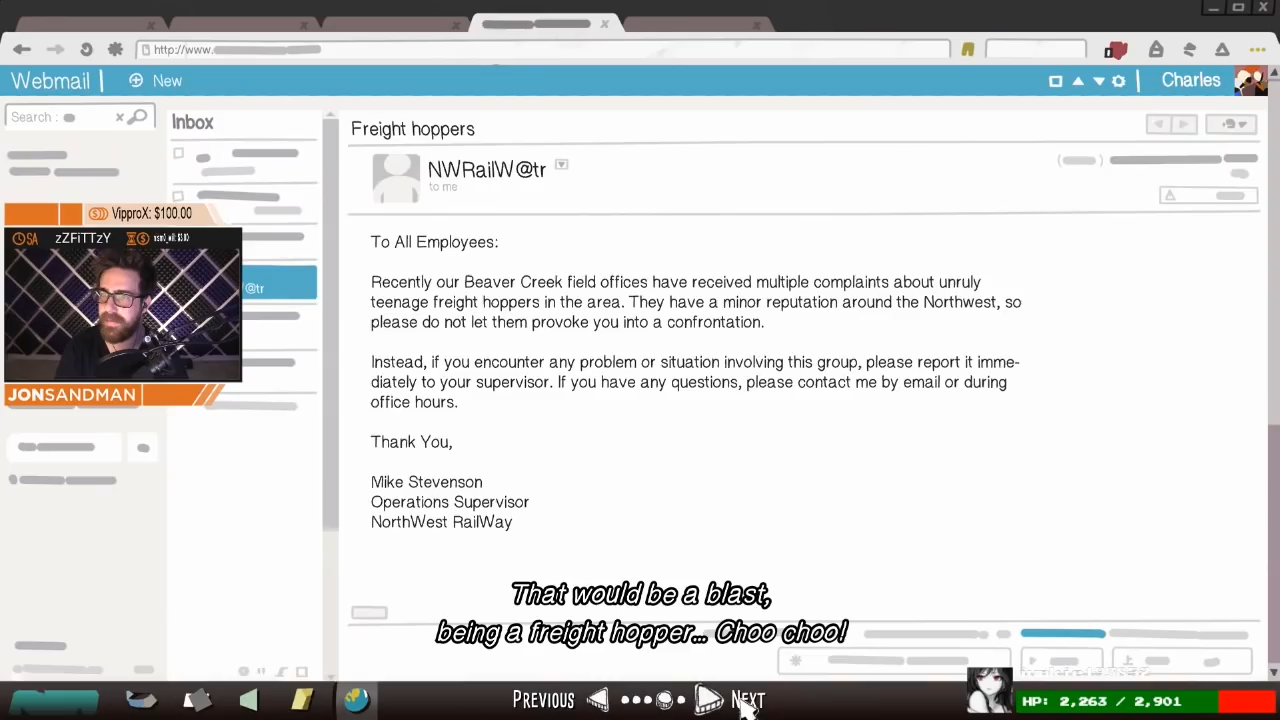 http://www.
Webmail
New
Charles
Search :
Inbox
Freight hoppers
NWRailW@tr
to me
VipproX: $100.00
SA
zZFiTTzY
@tr
JONSANDMAN
To All Employees:
Recently our Beaver Creek field offices have received multiple complaints about unruly
teenage freight hoppers in the area. They have a minor reputation around the Northwest, so
please do not let them provoke you into a confrontation.
Instead, if you encounter any problem or situation involving this group, please report it imme-
diately to your supervisor. If you have any questions, please contact me by email or during
office hours.
Thank You,
Mike Stevenson
Operations Supervisor
NorthWest RailWay
That would be a blast,
being a freight hopper... Choo choo!
PREVIOUS
NEXT
HP: 2,263 / 2,901